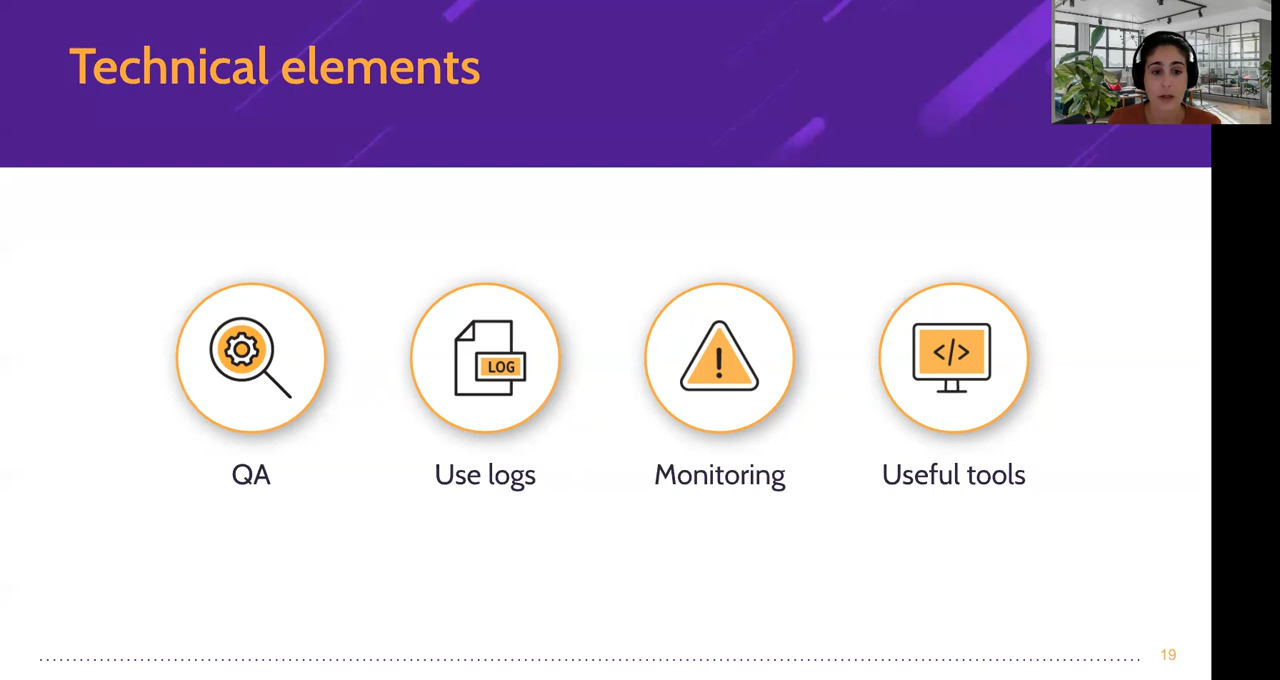 Technical elements
LOG
</>
QA
Use logs
Monitoring
Useful tools
19